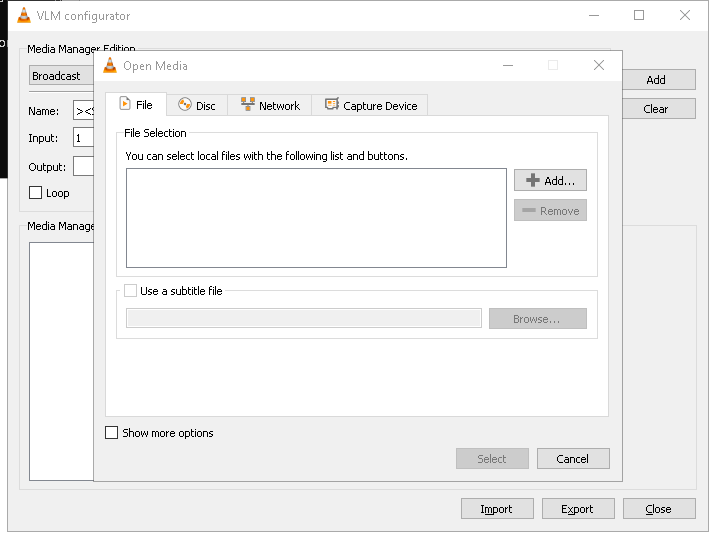 VLM configurator
Media Manager Edition
Open Media
Broadcast
Add
File
Disc
Network
Capture Device
Name:
Clear
File Selection
Input: 1
You can select local files with the following list and buttons.
Output:
Add...
Loop
Remove
Media Manage
Use a subtitle file
Browse...
Show more options
Select
Cancel
Import
Export
Close